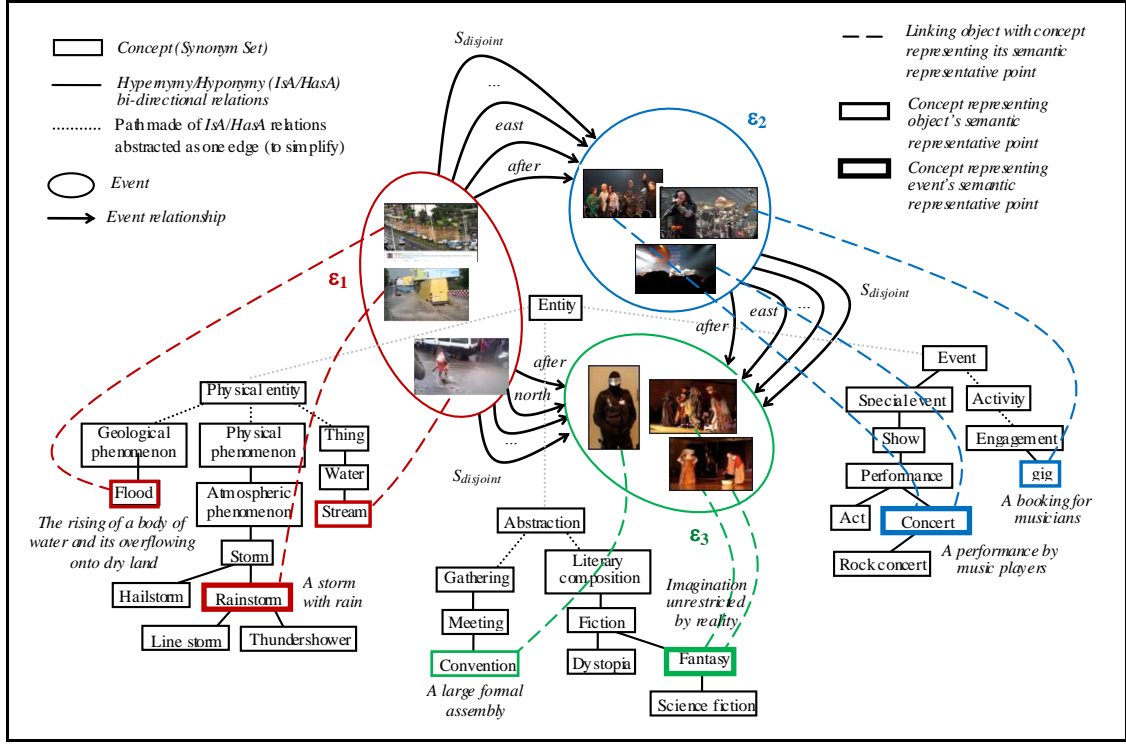 Concept (Synonym Set)
Hypernymy/Hyponymy (IsA/HasA)
bi-directional relations
Path made of IsA/HasA relations
abstracted as one edge (to simplify)
Event
Event relationship
Linking object with concept
representing its semantic
representative point
Concept representing
object's semantic
representative point
Concept representing
event's semantic
representative point
S disjoint
...
east
after
ε1
ε2
S disjoint
...
east
after
Entity
after
north
...
S disjoint
ε3
Physical entity
Geological
phenomenon
Physical
phenomenon
Thing
Water
Flood
Stream
The rising of a body of
water and its overflowing
onto dry land
Atmospheric
phenomenon
Storm
Hailstorm
Rainstorm
A storm
with rain
Line storm
Thundershower
Abstraction
Gathering
Literary
composition
Meeting
Fiction
Convention
Dystopia
Fantasy
Science fiction
A large formal
assembly
Imagination
unrestricted
by reality
Event
Special event
Activity
Show
Engagement
Performance
gig
A booking for
musicians
Act
Concert
Rock concert
A performance by
music players